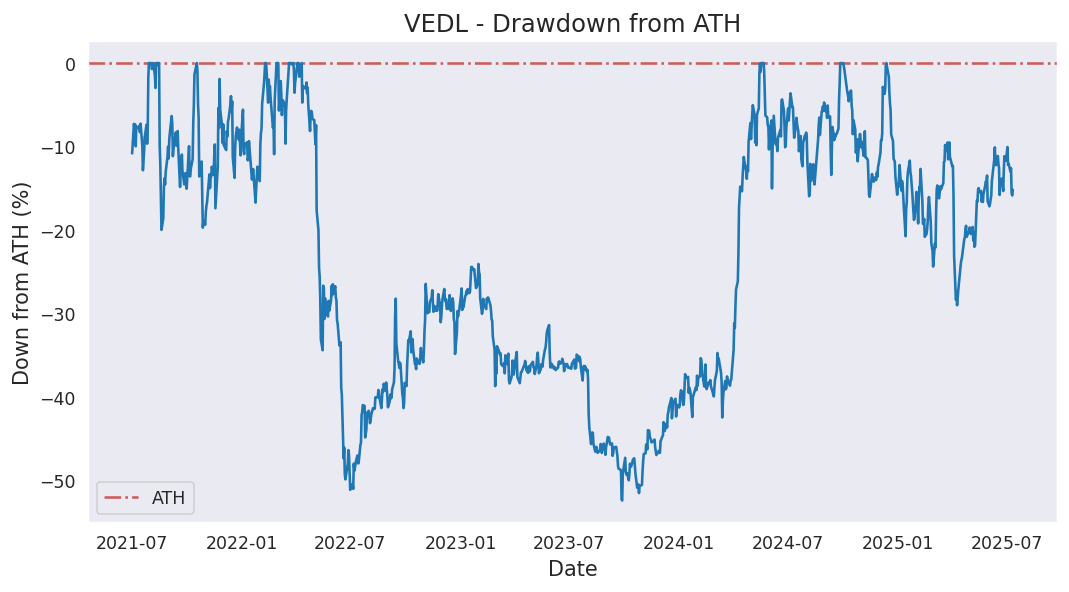 VEDL - Drawdown from ATH
Down from ATH (%)
0
−10
−20
−30
−40
−50
ATH
2021-07 2022-01 2022-07 2023-01 2023-07 2024-01 2024-07 2025-01 2025-07
Date